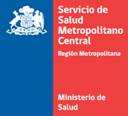 Servicio de
Salud
Metropolitano
Central
Región Metropolitana
Ministerio de
Salud